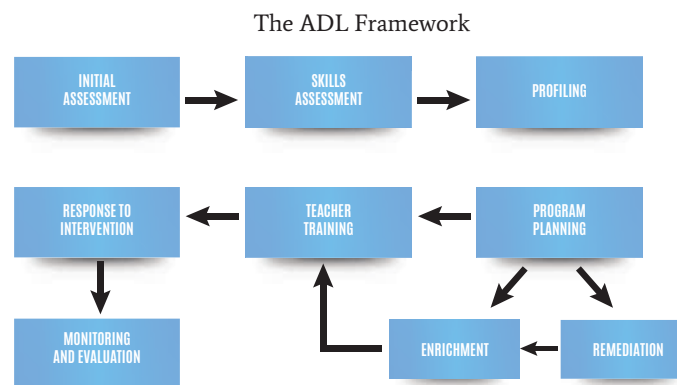 The ADL Framework
INITIAL
ASSESSMENT
SKILLS
ASSESSMENT
PROFILING
RESPONSE TO
INTERVENTION
TEACHER
TRAINING
PROGRAM
PLANNING
MONITORING
AND EVALUATION
ENRICHMENT
REMEDIATION